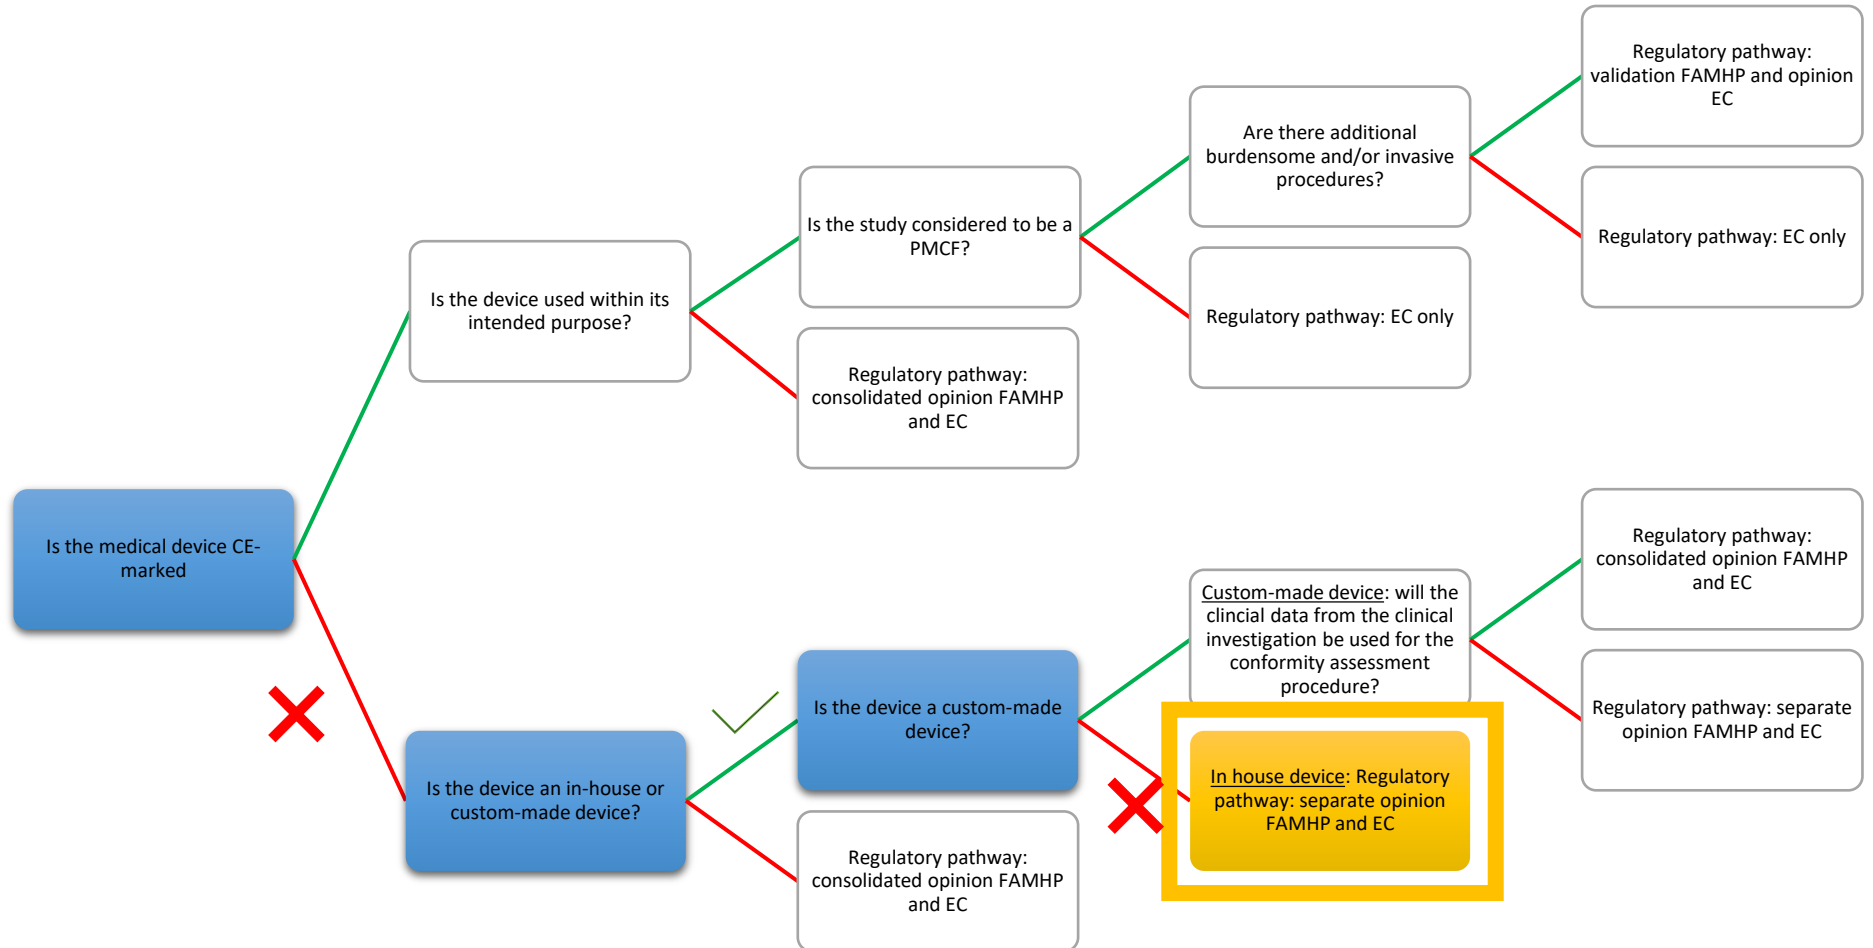 Regulatory pathway:
validation FAMHP and opinion
EC
Are there additional
burdensome and/or invasive
procedures?
Is the study considered to be a
PMCF?
Regulatory pathway: EC only
Is the device used within its
intended purpose?
Regulatory pathway: EC only
Regulatory pathway:
consolidated opinion FAMHP
and EC
Is the medical device CE-
marked
Regulatory pathway:
consolidated opinion FAMHP
and EC
Custom-made device: will the
clincial data from the clinical
investigation be used for the
conformity assessment
procedure?
Is the device a custom-made
device?
Regulatory pathway: separate
opinion FAMHP and EC
Is the device an in-house or
custom-made device?
In house device: Regulatory
pathway: separate opinion
FAMHP and EC
Regulatory pathway:
consolidated opinion FAMHP
and EC